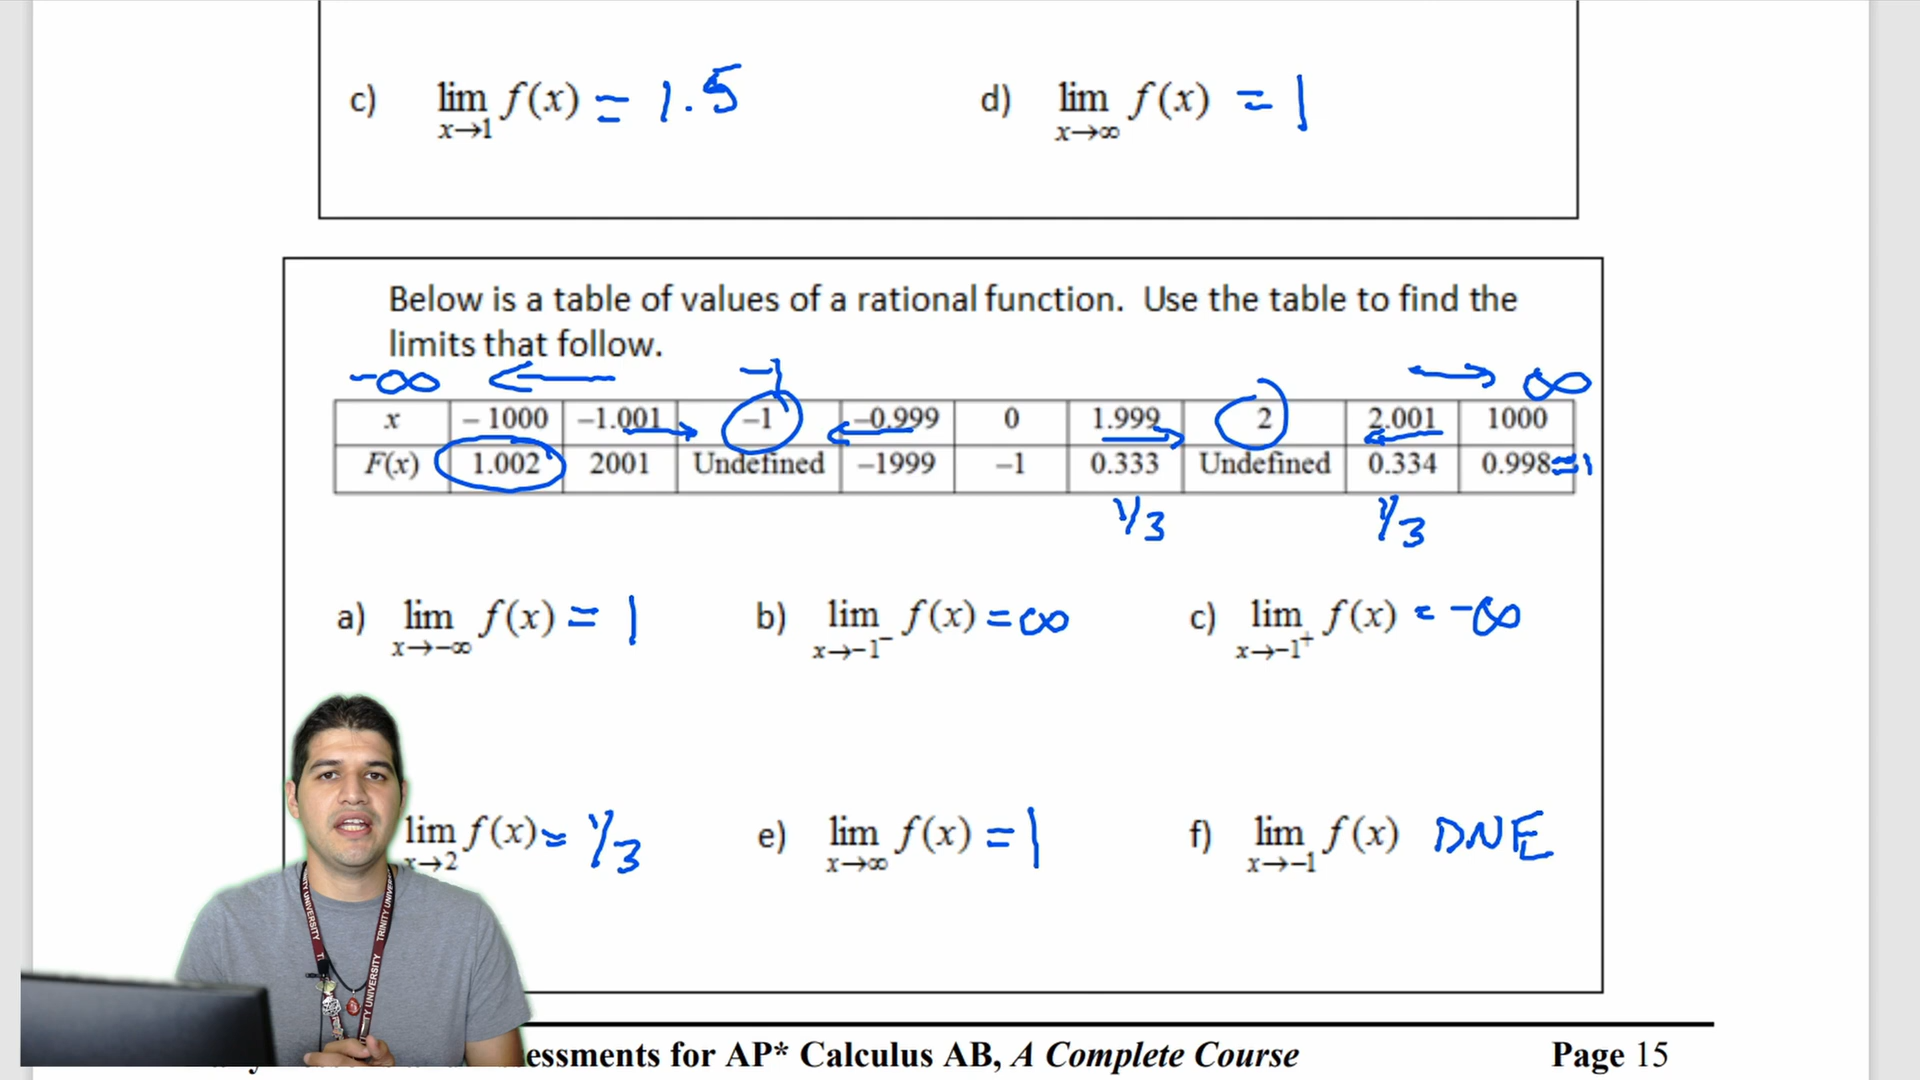 c) lim x→1 f(x) = 1.5
d) lim x→∞ f(x) = 1
Below is a table of values of a rational function. Use the table to find the
limits that follow.
-∞ ← -1 → ∞
x – 1000 –1.001 –1 –0.999 0 1.999 2 2.001 1000
F(x) 1.002 2001 Undefined –1999 –1 0.333 Undefined 0.334 0.998 = 1
1/3 1/3
a) lim x→−∞ f(x) = 1
b) lim x→−1⁻ f(x) = ∞
c) lim x→−1⁺ f(x) = -∞
lim x→2 f(x) = 1/3
e) lim x→∞ f(x) = 1
f) lim x→−1 f(x) DNE
TRINITY UNIVERSITY
TRINITY UNIVER
essments for AP* Calculus AB, A Complete Course
Page 15